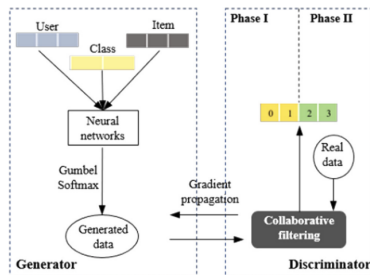 User
Item
Class
Neural
networks
Gumbel
Softmax
Generated
data
Generator
Gradient
propagation
Phase I
Phase II
0 1 2 3
Real
data
Collaborative
filtering
Discriminator